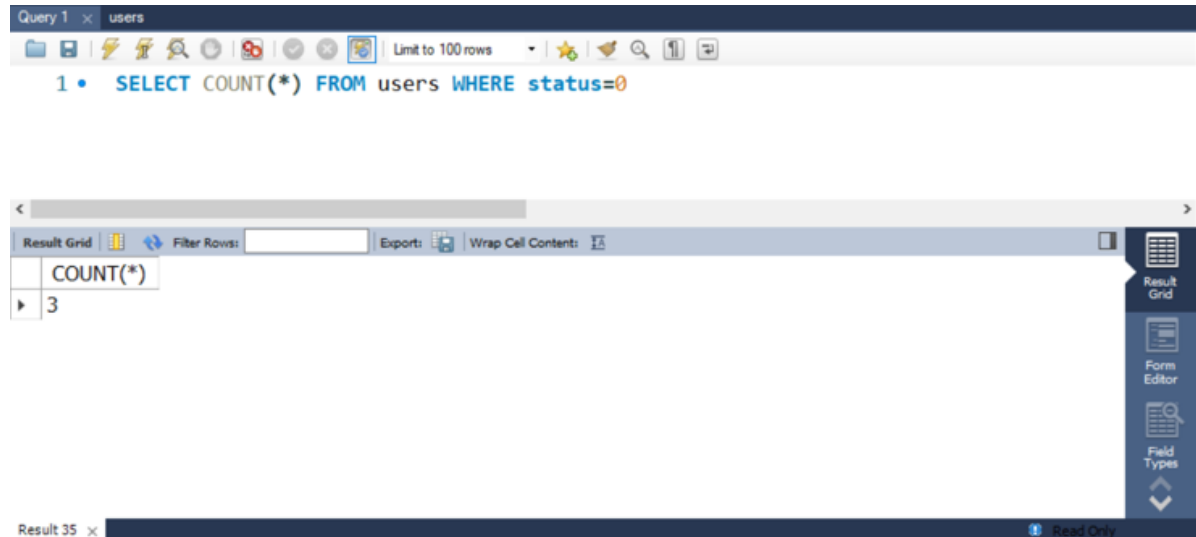 Query 1 users
Limit to 100 rows
1 SELECT COUNT(*) FROM users WHERE status=0
Result Grid Filter Rows: Export: Wrap Cell Content:
COUNT(*)
3
Result
Grid
Form
Editor
Field
Types
Result 35 Read Only